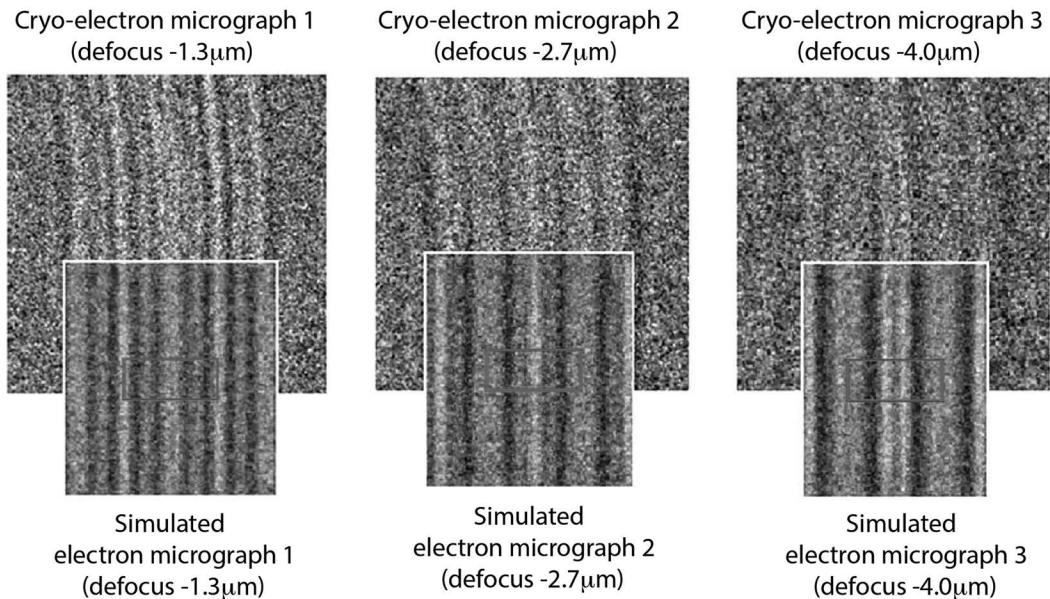 Cryo-electron micrograph 1
(defocus -1.3μm)
Cryo-electron micrograph 2
(defocus -2.7μm)
Cryo-electron micrograph 3
(defocus -4.0μm)
Simulated
electron micrograph 1
(defocus -1.3μm)
Simulated
electron micrograph 2
(defocus -2.7μm)
Simulated
electron micrograph 3
(defocus -4.0μm)